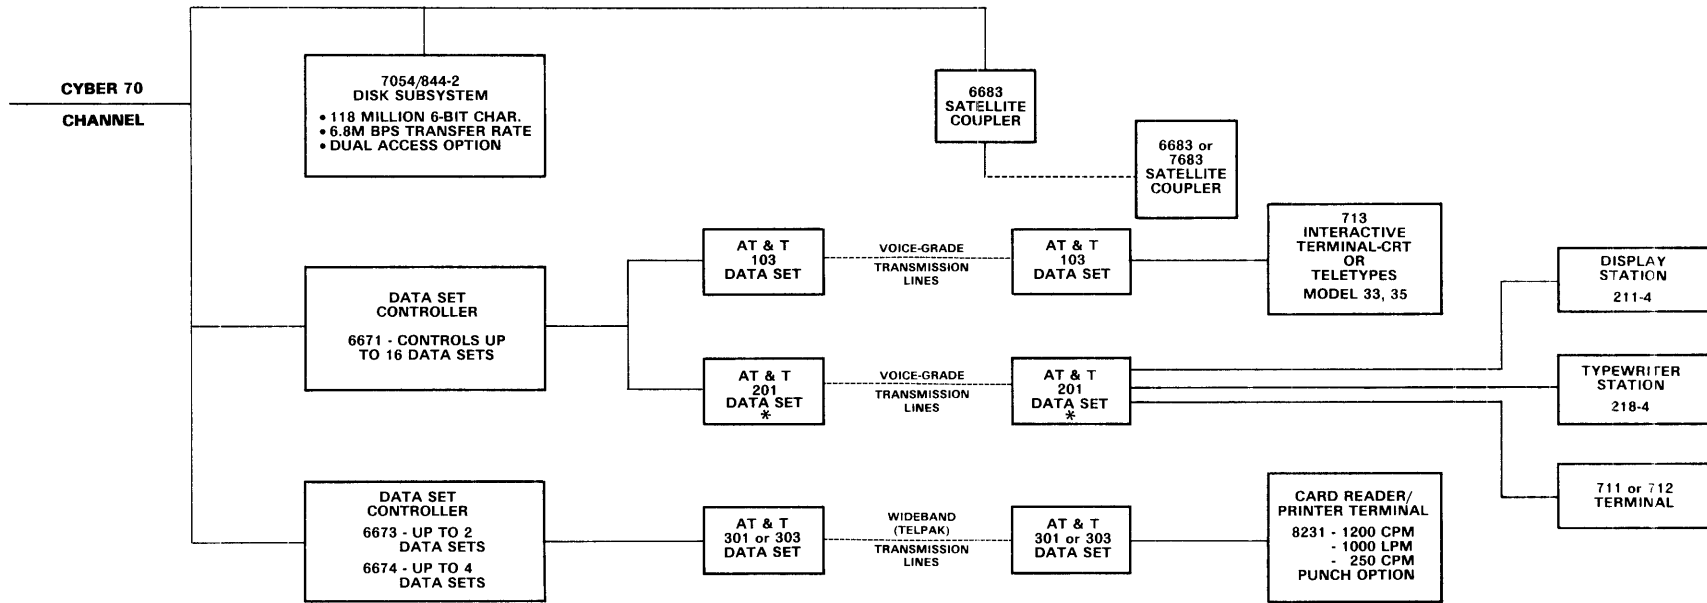 CYBER 70
CHANNEL
7054/844-2
DISK SUBSYSTEM
• 118 MILLION 6-BIT CHAR.
• 6.8M BPS TRANSFER RATE
• DUAL ACCESS OPTION
6683
SATELLITE
COUPLER
6683 or
7683
SATELLITE
COUPLER
DATA SET
CONTROLLER
6671 - CONTROLS UP
TO 16 DATA SETS
AT & T
103
DATA SET
VOICE-GRADE
TRANSMISSION
LINES
AT & T
103
DATA SET
713
INTERACTIVE
TERMINAL-CRT
OR
TELETYPES
MODEL 33, 35
AT & T
201
DATA SET
*
VOICE-GRADE
TRANSMISSION
LINES
AT & T
201
DATA SET
*
DISPLAY
STATION
211-4
TYPEWRITER
STATION
218-4
711 or 712
TERMINAL
DATA SET
CONTROLLER
6673 - UP TO 2
DATA SETS
6674 - UP TO 4
DATA SETS
AT & T
301 or 303
DATA SET
WIDEBAND
(TELPAK)
TRANSMISSION
LINES
AT & T
301 or 303
DATA SET
CARD READER/
PRINTER TERMINAL
8231 - 1200 CPM
- 1000 LPM
- 250 CPM
PUNCH OPTION